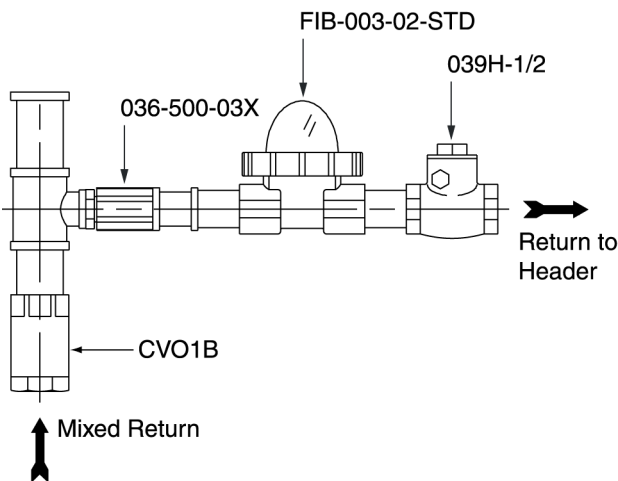 FIB-003-02-STD
039H-1/2
036-500-03X
Return to
Header
CVO1B
Mixed Return